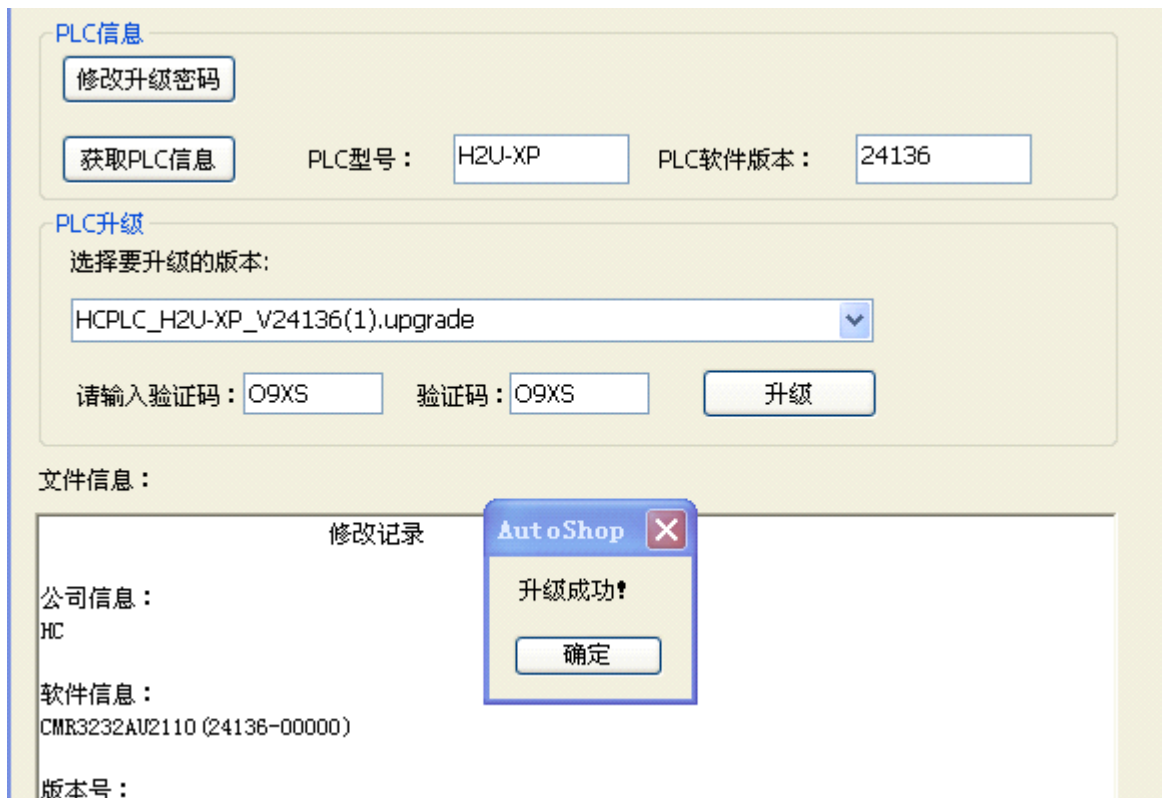 PLC信息
修改升级密码
获取PLC信息 PLC型号： H2U-XP PLC软件版本： 24136
PLC升级
选择要升级的版本:
HCPLC_H2U-XP_V24136(1).upgrade
请输入验证码：O9XS 验证码：O9XS 升级
文件信息：
修改记录
AutoShop
升级成功!
确定
公司信息：
HC
软件信息：
CMR3232AU2110(24136-00000)
版本号：